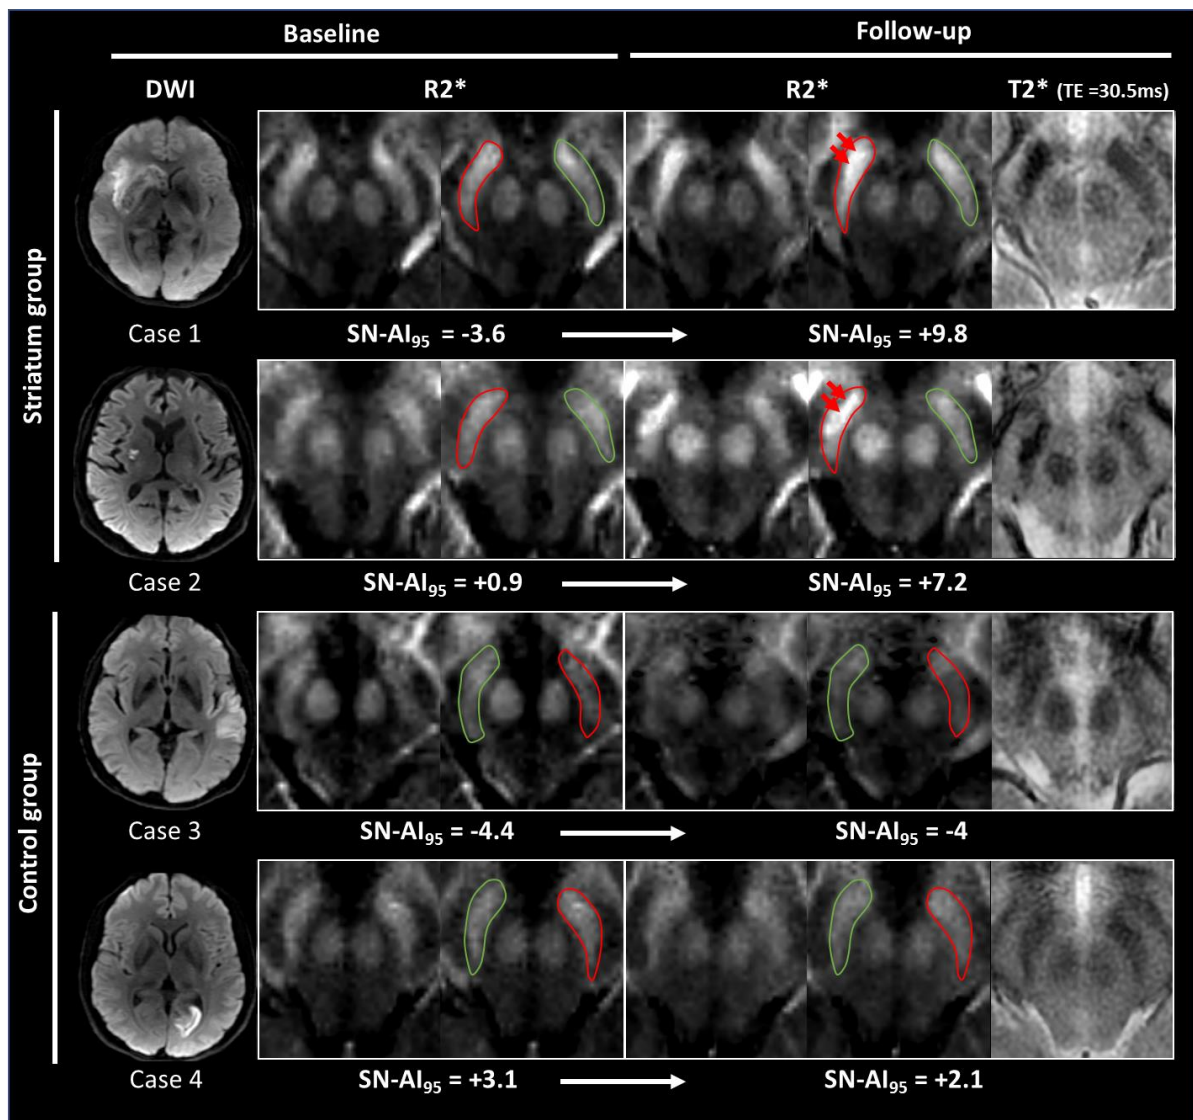 Baseline
Follow-up
DWI
R2*
R2*
T2* (TE =30.5ms)
Striatum group
Case 1
SN-AI₉₅ = -3.6
SN-AI₉₅ = +9.8
Case 2
SN-AI₉₅ = +0.9
SN-AI₉₅ = +7.2
Control group
Case 3
SN-AI₉₅ = -4.4
SN-AI₉₅ = -4
Case 4
SN-AI₉₅ = +3.1
SN-AI₉₅ = +2.1